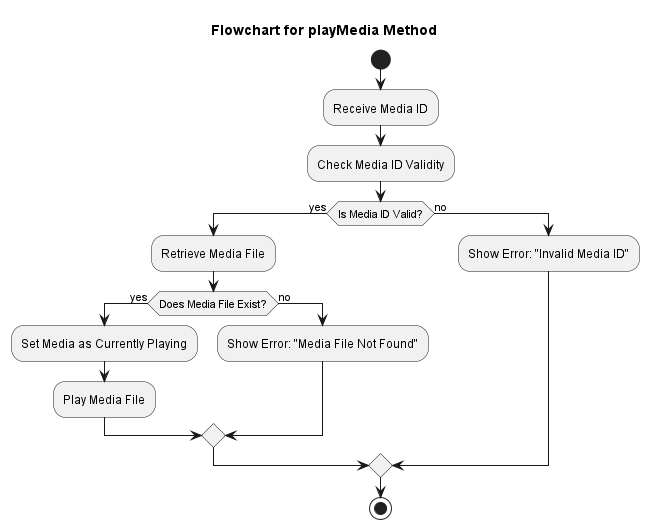 Flowchart for playMedia Method
Receive Media ID
Check Media ID Validity
yes
Is Media ID Valid?
no
Retrieve Media File
Show Error: "Invalid Media ID"
yes
Does Media File Exist?
no
Set Media as Currently Playing
Show Error: "Media File Not Found"
Play Media File